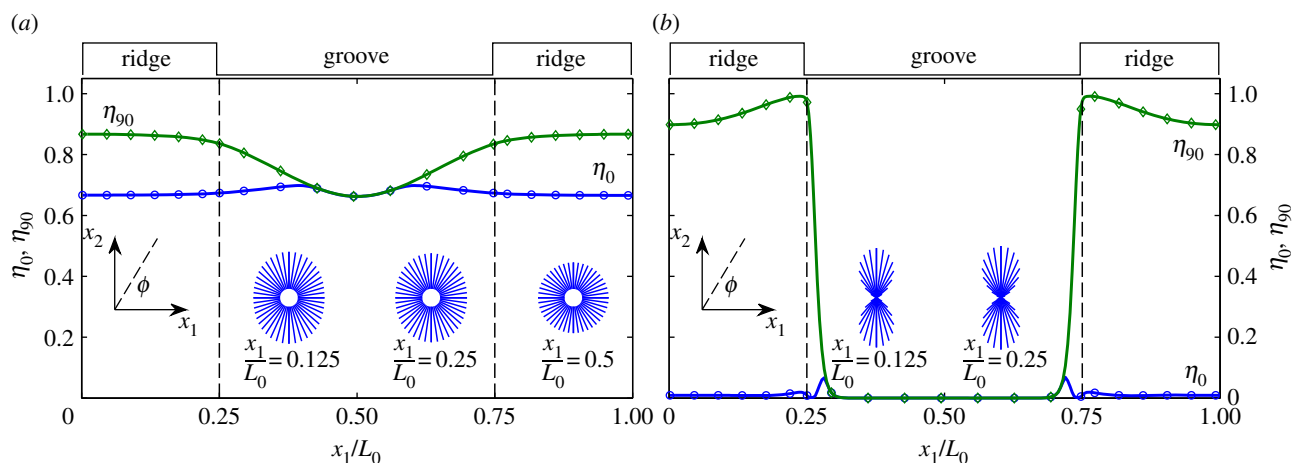 (a)
ridge groove ridge
1.0
0.8
0.6
0.4
0.2
0 0.25 0.50 0.75 1.00
η0, η90
η90
η0
x2
ϕ
x1
x1/L0 = 0.125
x1/L0 = 0.25
x1/L0 = 0.5
x1/L0
(b)
ridge groove ridge
1.0
0.8
0.6
0.4
0.2
0
0 0.25 0.50 0.75 1.00
η0, η90
η90
η0
x2
ϕ
x1
x1/L0 = 0.125
x1/L0 = 0.25
x1/L0